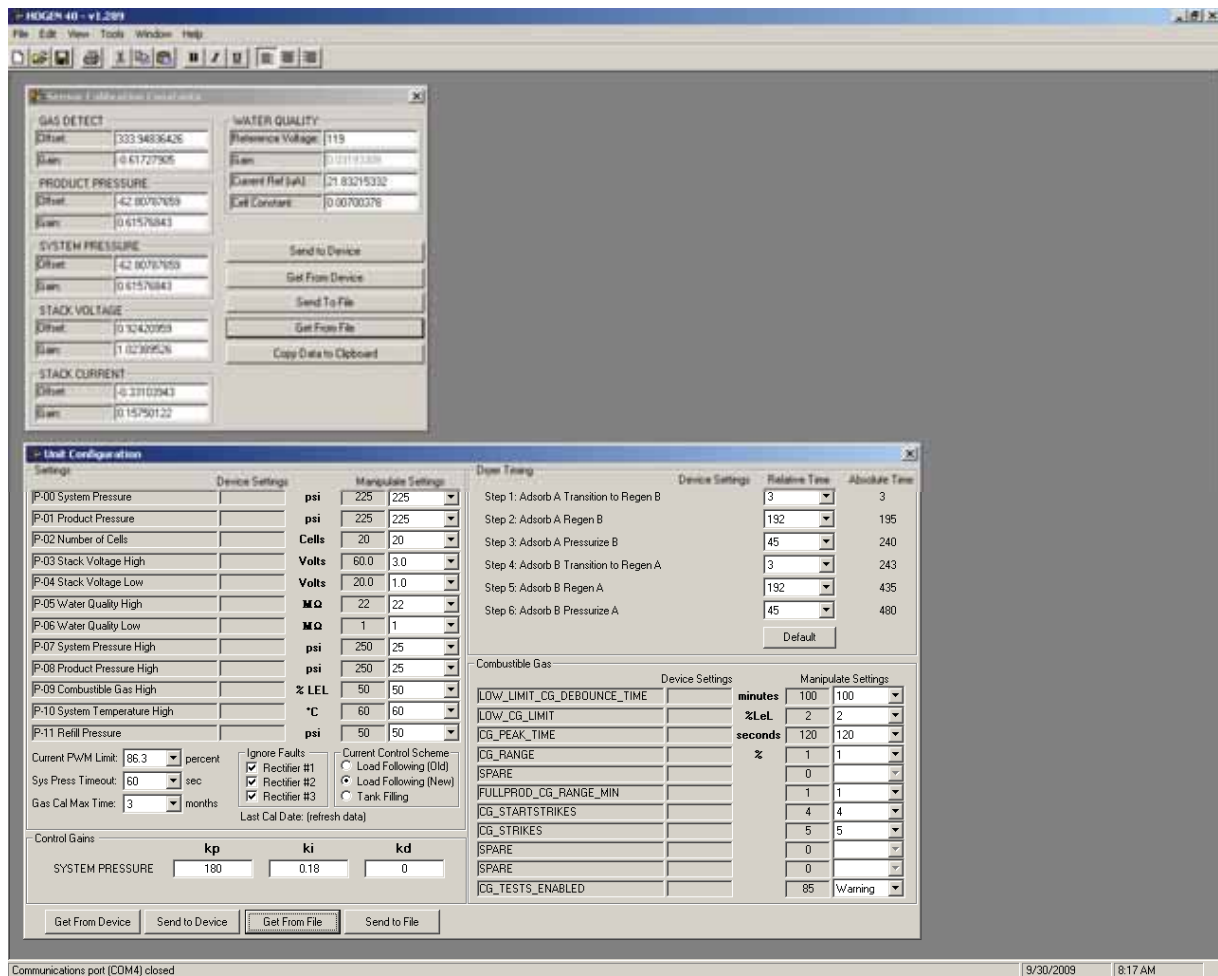 HOGEN 40 - v1.289
File Edit View Tools Window Help
Sensor Calibration Constants
GAS DETECT
Offset: 333.94836426
Gain: -0.61727905
PRODUCT PRESSURE
Offset: -62.80787659
Gain: 0.61576843
SYSTEM PRESSURE
Offset: -62.80787659
Gain: 0.61576843
STACK VOLTAGE
Offset: 0.92420959
Gain: 1.02389526
STACK CURRENT
Offset: -0.33103943
Gain: 0.15750122
WATER QUALITY
Reference Voltage: 119
Gain:
Current Ref (uA): 21.83215332
Cell Constant: 0.00700378
Send to Device
Get From Device
Send To File
Get From File
Copy Data to Clipboard
Unit Configuration
Settings
Device Settings Manipulate Settings
P-00 System Pressure psi 225 225
P-01 Product Pressure psi 225 225
P-02 Number of Cells Cells 20 20
P-03 Stack Voltage High Volts 60.0 3.0
P-04 Stack Voltage Low Volts 20.0 1.0
P-05 Water Quality High MΩ 22 22
P-06 Water Quality Low MΩ 1 1
P-07 System Pressure High psi 250 25
P-08 Product Pressure High psi 250 25
P-09 Combustible Gas High % LEL 50 50
P-10 System Temperature High °C 60 60
P-11 Refill Pressure psi 50 50
Current PWM Limit: 86.3 percent
Sys Press Timeout: 60 sec
Gas Cal Max Time: 3 months
Ignore Faults
Rectifier #1
Rectifier #2
Rectifier #3
Current Control Scheme
Load Following (Old)
Load Following (New)
Tank Filling
Last Cal Date: (refresh data)
Control Gains
kp ki kd
SYSTEM PRESSURE 180 0.18 0
Get From Device Send to Device Get From File Send to File
Dryer Timing
Device Settings Relative Time Absolute Time
Step 1: Adsorb A Transition to Regen B 3 3
Step 2: Adsorb A Regen B 192 195
Step 3: Adsorb A Pressurize B 45 240
Step 4: Adsorb B Transition to Regen A 3 243
Step 5: Adsorb B Regen A 192 435
Step 6: Adsorb B Pressurize A 45 480
Default
Combustible Gas
Device Settings Manipulate Settings
LOW_LIMIT_CG_DEBOUNCE_TIME minutes 100 100
LOW_CG_LIMIT %LeL 2 2
CG_PEAK_TIME seconds 120 120
CG_RANGE % 1 1
SPARE 0
FULLPROD_CG_RANGE_MIN 1 1
CG_STARTSTRIKES 4 4
CG_STRIKES 5 5
SPARE 0
SPARE 0
CG_TESTS_ENABLED 85 Warning
Communications port (COM4) closed 9/30/2009 8:17 AM